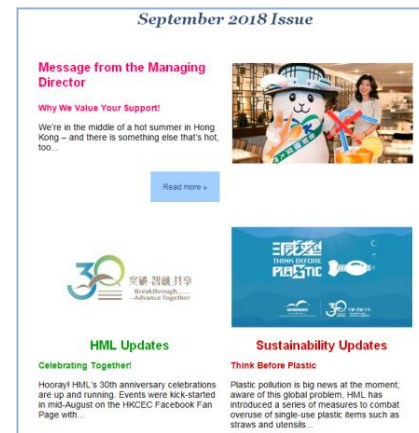 September 2018 Issue
Message from the Managing
Director
Why We Value Your Support!
We're in the middle of a hot summer in Hong
Kong – and there is something else that's hot,
too...
Read more »
30
突破·智創·共享
Breakthrough
Advance Together
THINK BEFORE
PLASTIC
30
HML Updates
Celebrating Together!
Hooray! HML's 30th anniversary celebrations
are up and running. Events were kick-started
in mid-August on the HKCEC Facebook Fan
Page with...
Sustainability Updates
Think Before Plastic
Plastic pollution is big news at the moment;
aware of this global problem, HML has
introduced a series of measures to combat
overuse of single-use plastic items such as
straws and utensils...